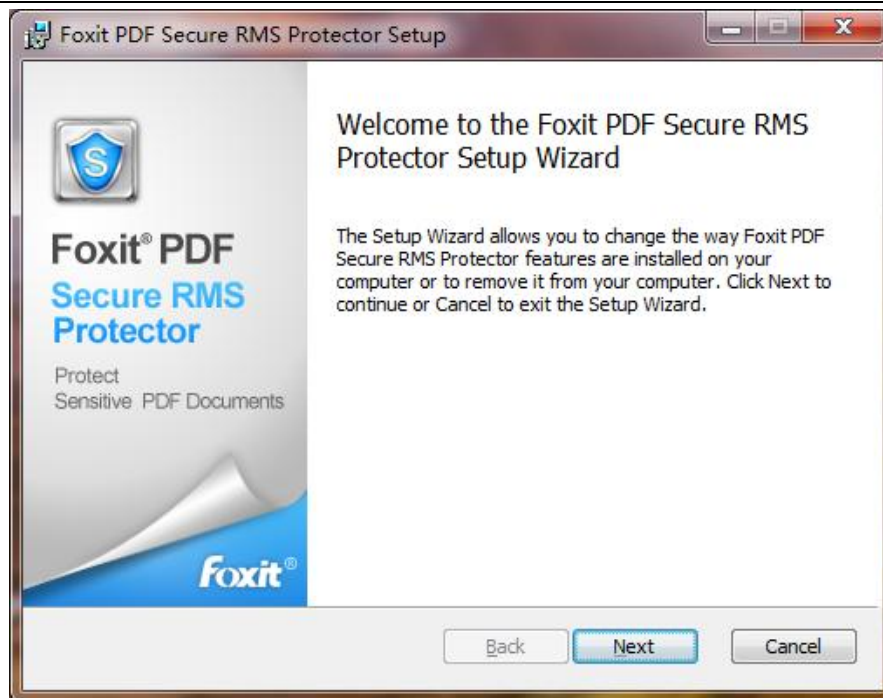 Foxit PDF Secure RMS Protector Setup
S
Foxit® PDF
Secure RMS
Protector
Protect
Sensitive PDF Documents
foxit®
Welcome to the Foxit PDF Secure RMS
Protector Setup Wizard
The Setup Wizard allows you to change the way Foxit PDF
Secure RMS Protector features are installed on your
computer or to remove it from your computer. Click Next to
continue or Cancel to exit the Setup Wizard.
Back Next Cancel